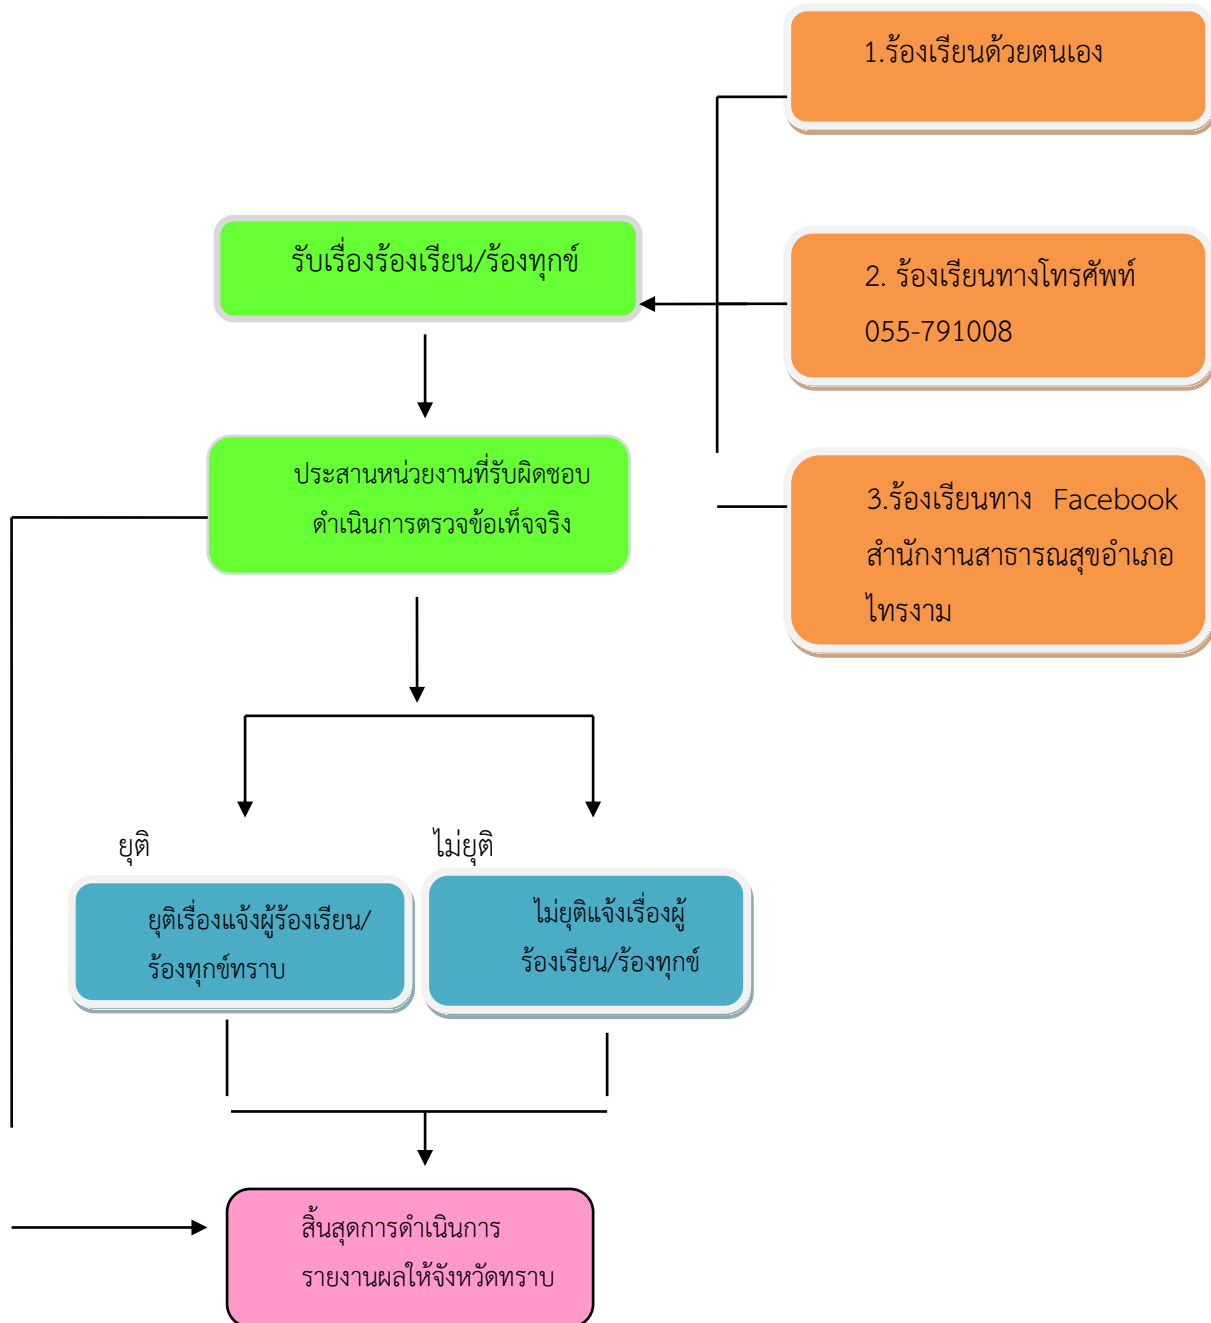 1.ร้องเรียนด้วยตนเอง
รับเรื่องร้องเรียน/ร้องทุกข์
2. ร้องเรียนทางโทรศัพท์
055-791008
ประสานหน่วยงานที่รับผิดชอบ
ดำเนินการตรวจข้อเท็จจริง
3.ร้องเรียนทาง Facebook
สำนักงานสาธารณสุขอำเภอ
ไทรงาม
ยุติ
ไม่ยุติ
ยุติเรื่องแจ้งผู้ร้องเรียน/
ร้องทุกข์ทราบ
ไม่ยุติแจ้งเรื่องผู้
ร้องเรียน/ร้องทุกข์
สิ้นสุดการดำเนินการ
รายงานผลให้จังหวัดทราบ